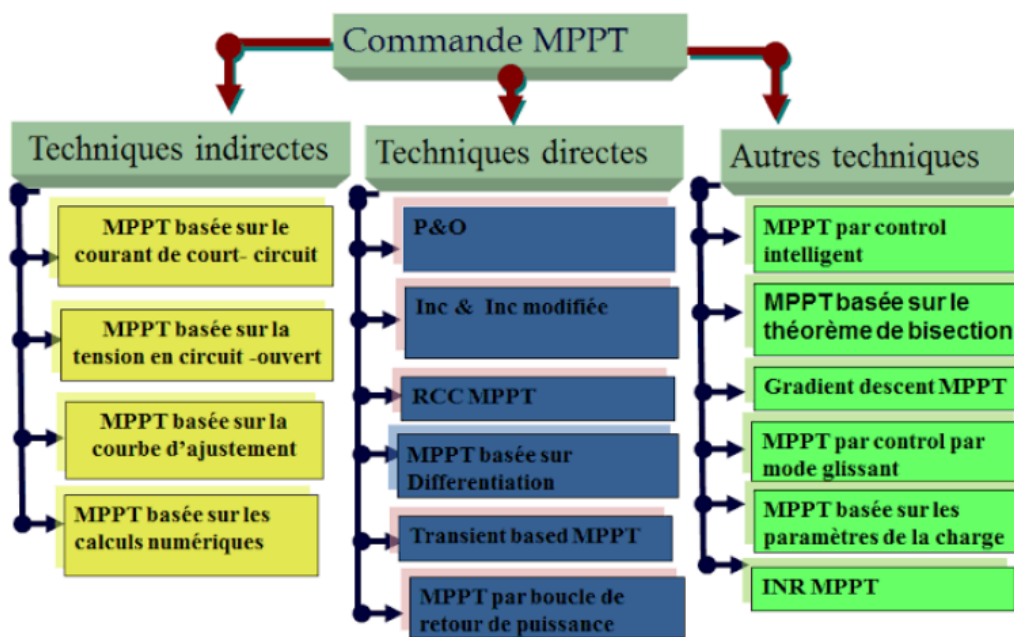 Commande MPPT
Techniques indirectes
MPPT basée sur le
courant de court- circuit
MPPT basée sur la
tension en circuit -ouvert
MPPT basée sur la
courbe d'ajustement
MPPT basée sur les
calculs numériques
Techniques directes
P&O
Inc & Inc modifiée
RCC MPPT
MPPT basée sur
Differentiation
Transient based MPPT
MPPT par boucle de
retour de puissance
Autres techniques
MPPT par control
intelligent
MPPT basée sur le
théorème de bisection
Gradient descent MPPT
MPPT par control par
mode glissant
MPPT basée sur les
paramètres de la charge
INR MPPT